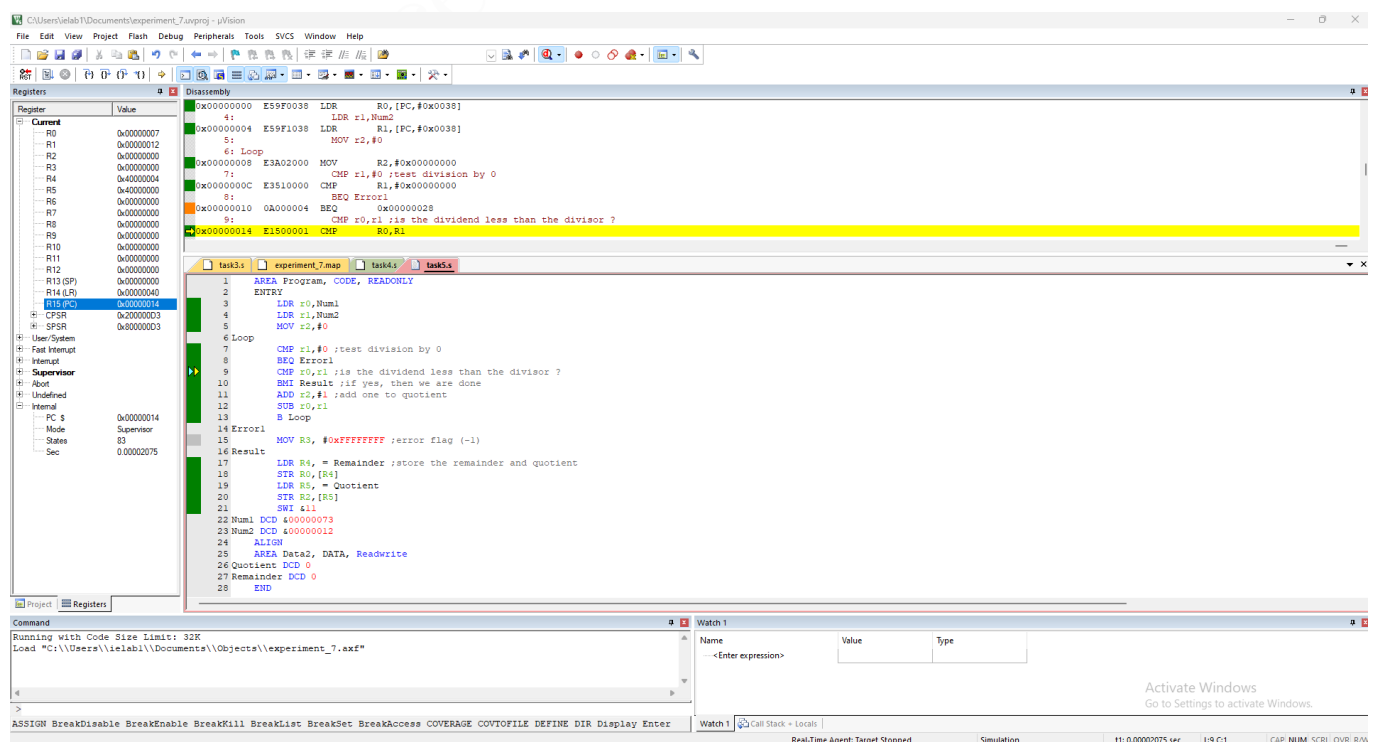 C:\Users\ielab1\Documents\experiment_7.uvproj - µVision
File Edit View Project Flash Debug Peripherals Tools SVCS Window Help
Registers
Register Value
Current
R0 0x00000007
R1 0x00000012
R2 0x00000000
R3 0x00000000
R4 0x40000004
R5 0x40000000
R6 0x00000000
R7 0x00000000
R8 0x00000000
R9 0x00000000
R10 0x00000000
R11 0x00000000
R12 0x00000000
R13 (SP) 0x00000000
R14 (LR) 0x00000040
R15 (PC) 0x00000014
CPSR 0x200000D3
SPSR 0x800000D3
User/System
Fast Interrupt
Interrupt
Supervisor
Abort
Undefined
Internal
PC $ 0x00000014
Mode Supervisor
States 83
Sec 0.00002075
Project Registers
Disassembly
0x00000000 E59F0038 LDR R0,[PC,#0x0038]
4: LDR r1,Num2
0x00000004 E59F1038 LDR R1,[PC,#0x0038]
5: MOV r2,#0
6: Loop
0x00000008 E3A02000 MOV R2,#0x00000000
7: CMP r1,#0 ;test division by 0
0x0000000C E3510000 CMP R1,#0x00000000
8: BEQ Error1
0x00000010 0A000004 BEQ 0x00000028
9: CMP r0,r1 ;is the dividend less than the divisor ?
0x00000014 E1500001 CMP R0,R1
task3.s experiment_7.map task4.s task5.s
1 AREA Program, CODE, READONLY
2 ENTRY
3 LDR r0,Num1
4 LDR r1,Num2
5 MOV r2,#0
6 Loop
7 CMP r1,#0 ;test division by 0
8 BEQ Error1
9 CMP r0,r1 ;is the dividend less than the divisor ?
10 BMI Result ;if yes, then we are done
11 ADD r2,#1 ;add one to quotient
12 SUB r0,r1
13 B Loop
14 Error1
15 MOV R3, #0xFFFFFFFF ;error flag (-1)
16 Result
17 LDR R4, = Remainder ;store the remainder and quotient
18 STR R0,[R4]
19 LDR R5, = Quotient
20 STR R2,[R5]
21 SWI &11
22 Num1 DCD &00000073
23 Num2 DCD &00000012
24 ALIGN
25 AREA Data2, DATA, Readwrite
26 Quotient DCD 0
27 Remainder DCD 0
28 END
Command
Running with Code Size Limit: 32K
Load "C:\\Users\\ielab1\\Documents\\Objects\\experiment_7.axf"
>
ASSIGN BreakDisable BreakEnable BreakKill BreakList BreakSet BreakAccess COVERAGE COVTOFILE DEFINE DIR Display Enter
Watch 1
Name Value Type
<Enter expression>
Activate Windows
Go to Settings to activate Windows.
Watch 1 Call Stack + Locals
Real-Time Agent: Target Stopped Simulation t1: 0.00002075 sec L:9 C:1 CAP NUM SCRL OVR R/W